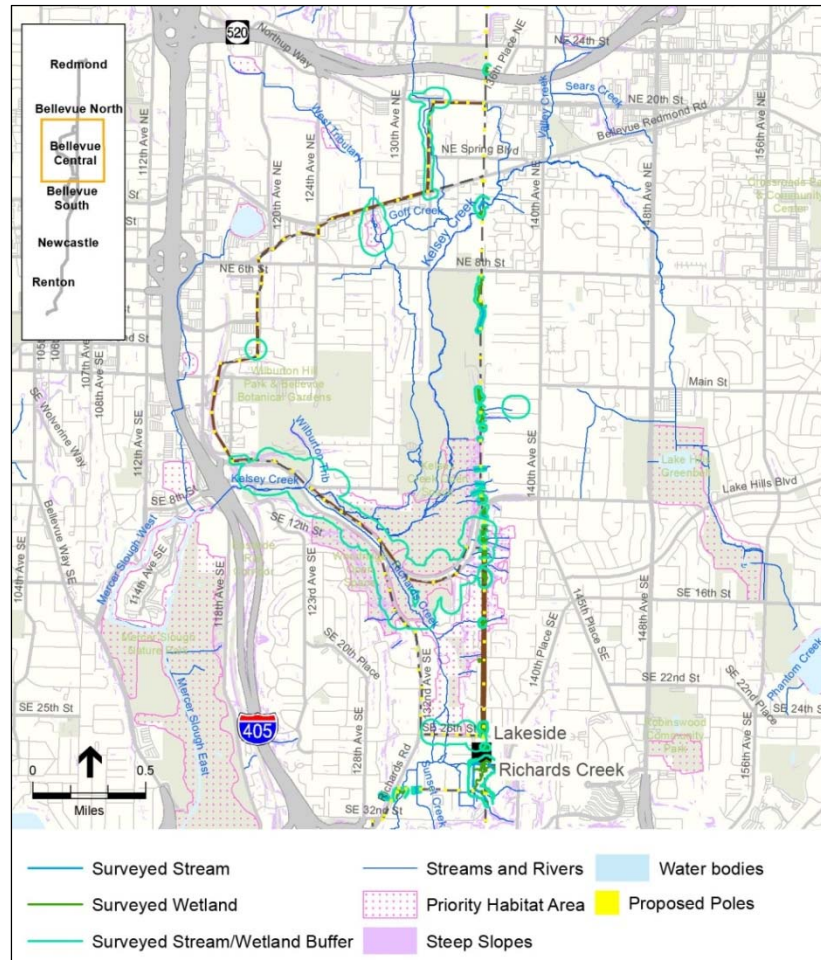 Redmond
Bellevue North
Bellevue
Central
Bellevue
South
Newcastle
Renton
520
Northup Way
136th Place NE
NE 24th St
Sears Creek
NE 20th St
Valley Creek
Bellevue Redmond Rd
112th Ave NE
West Tributary
130th Ave NE
124th Ave NE
120th Ave NE
NE Spring Blvd
140th Ave NE
148th Ave NE
156th Ave NE
Goff Creek
Kelsey Creek
& Community
Center
NE 6th St
NE 8th St
Wilburton Hill
Park & Bellevue
Botanical Gardens
Main St
SE Wolverine Way
107th Ave SE
108th Ave SE
112th Ave SE
Bellevue Way SE
104th Ave SE
Wilburton Trib
Kelsey Creek
SE 8th St
SE 12th St
140th Ave SE
Lake Hills Blvd
Mercer Slough West
114th Ave SE
118th Ave SE
123rd Ave SE
Richards Creek
SE 16th St
145th Place SE
148th Ave SE
Mercer Slough
Nature Park
SE 20th Place
140th Place SE
SE 22nd St
SE 22nd Place
Phantom Creek
SE 24th St
SE 25th St
Mercer Slough East
INTERSTATE
405
128th Ave SE
32nd Ave SE
SE 26th St
Lakeside
Richards Creek
Robinswood
Community
Park
156th Ave SE
Richards Rd
Sunset Creek
SE 32nd St
0 0.5
Miles
Surveyed Stream
Surveyed Wetland
Surveyed Stream/Wetland Buffer
Streams and Rivers
Priority Habitat Area
Steep Slopes
Water bodies
Proposed Poles